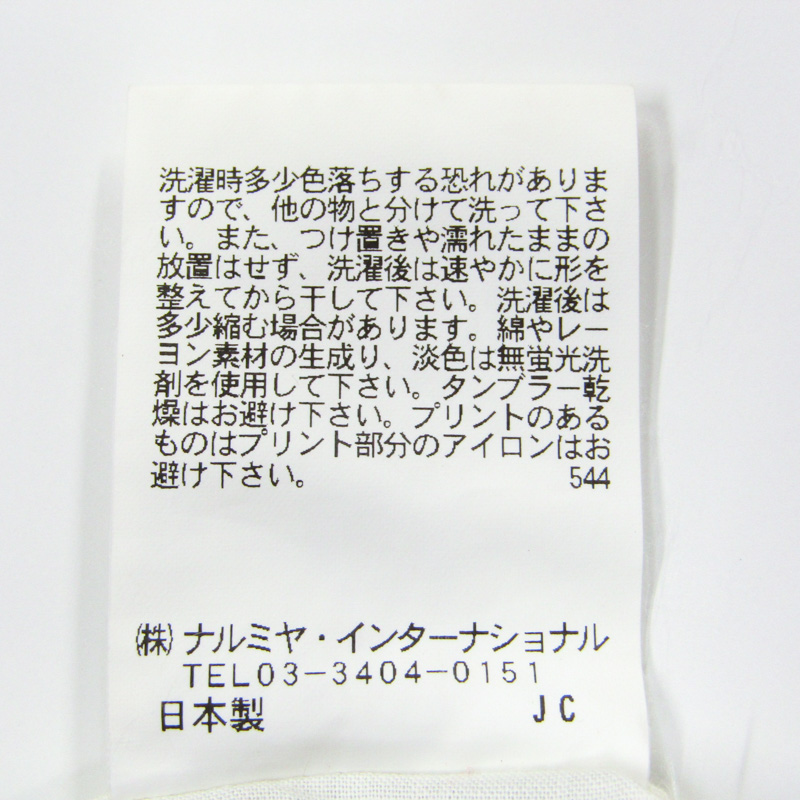 洗濯時多少色落ちする恐れがありま
すので、他の物と分けて洗って下さ
い。また、つけ置きや濡れたままの
放置はせず、洗濯後は速やかに形を
整えてから干して下さい。洗濯後は
多少縮む場合があります。綿やレー
ヨン素材の生成り、淡色は無蛍光洗
剤を使用して下さい。タンブラー乾
燥はお避け下さい。プリントのある
ものはプリント部分のアイロンはお
避け下さい。 544
㈱ ナルミヤ・インターナショナル
TEL03-3404-0151
日本製 JC